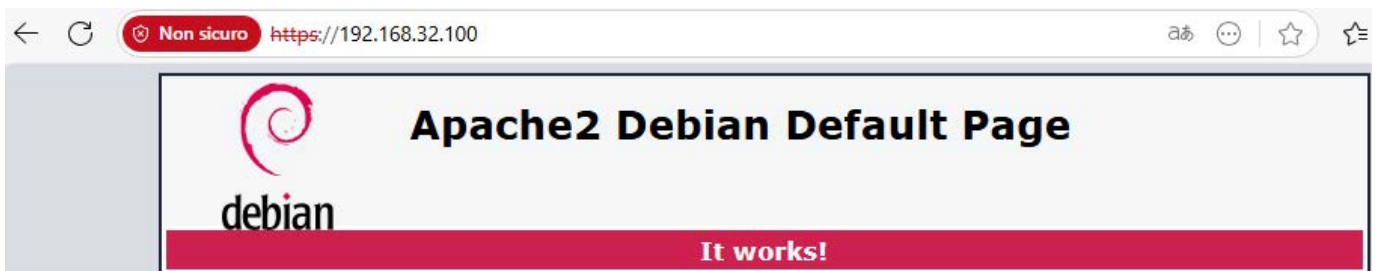 Non sicuro https://192.168.32.100 aあ
Apache2 Debian Default Page
debian
It works!